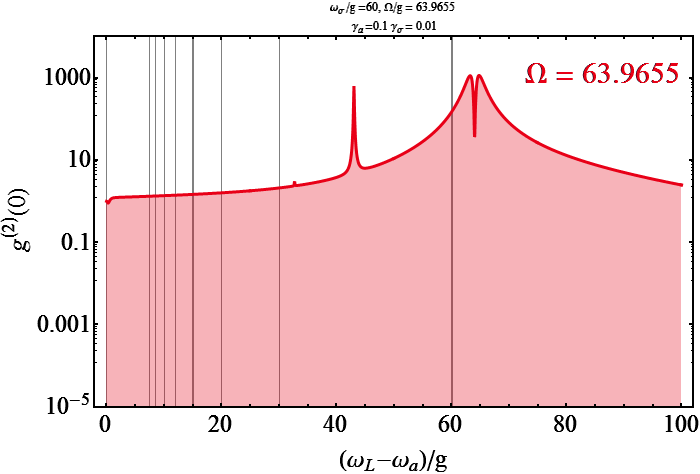 ω_σ/g =60, Ω/g = 63.9655
γ_a=0.1 γ_σ = 0.01
Ω = 63.9655
1000
10
0.1
0.001
10⁻⁵
g⁽²⁾(0)
0 20 40 60 80 100
(ω_L−ω_a)/g